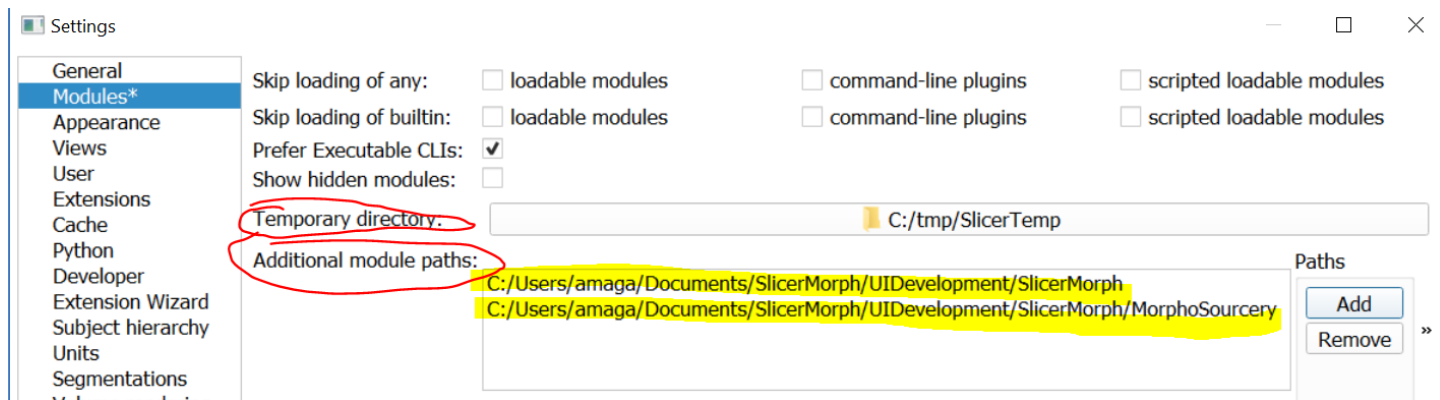 Settings
General
Modules*
Appearance
Views
User
Extensions
Cache
Python
Developer
Extension Wizard
Subject hierarchy
Units
Segmentations
Skip loading of any: loadable modules command-line plugins scripted loadable modules
Skip loading of builtin: loadable modules command-line plugins scripted loadable modules
Prefer Executable CLIs:
Show hidden modules:
Temporary directory: C:/tmp/SlicerTemp
Additional module paths:
C:/Users/amaga/Documents/SlicerMorph/UIDevelopment/SlicerMorph
C:/Users/amaga/Documents/SlicerMorph/UIDevelopment/SlicerMorph/MorphoSourcery
Paths
Add
Remove
»